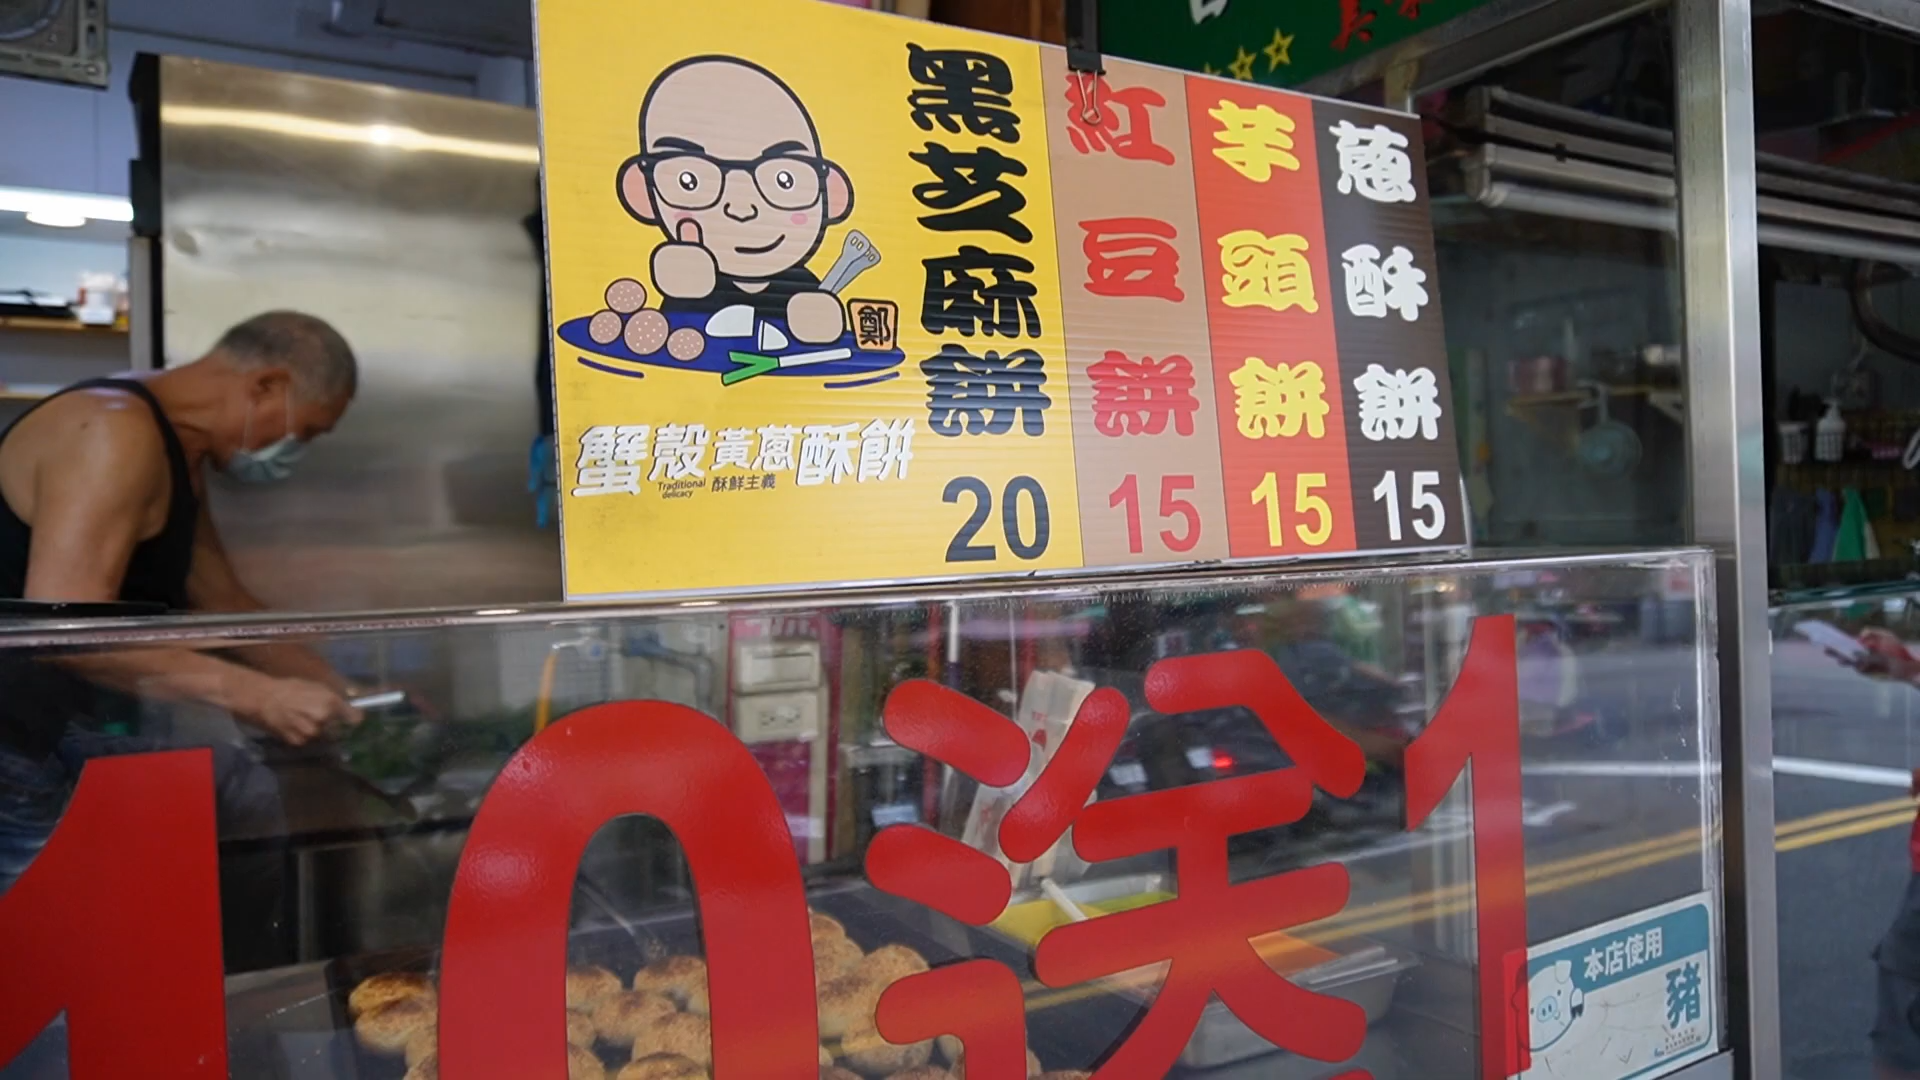 鄭
蟹殼黃蔥酥餅
Traditional delicacy
酥鮮主義
黑芝麻餅
20
紅豆餅
15
芋頭餅
15
蔥酥餅
15
10送1
本店使用
豬